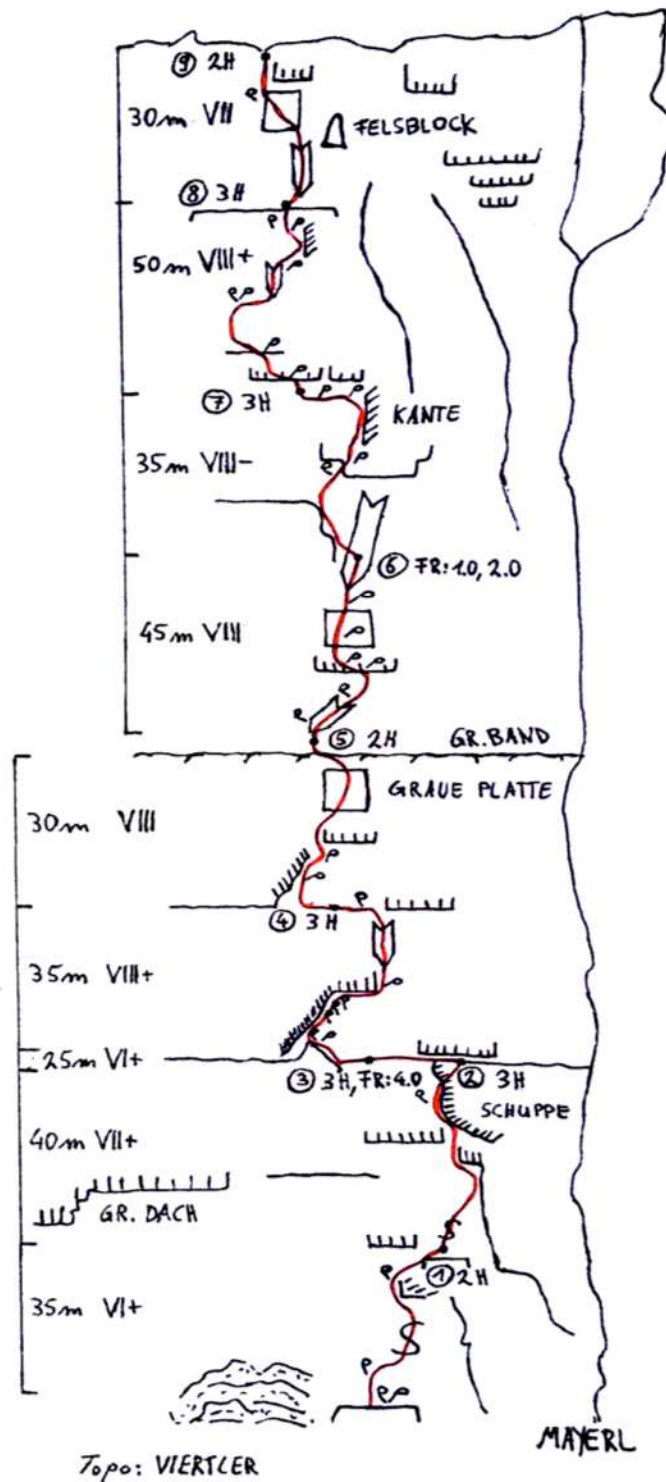 ⑨ 2H
30m VII
FELSBLOCK
⑧ 3H
50m VIII+
⑦ 3H
KANTE
35m VIII-
⑥ FR: 1.0, 2.0
45m VIII
⑤ 2H
GR. BAND
GRAUE PLATTE
30m VIII
④ 3H
35m VIII+
25m VI+
③ 3H, FR: 4.0
② 3H
SCHUPPE
40m VII+
GR. DACH
① 2H
35m VI+
MAYERL
Topo: VIERTLER